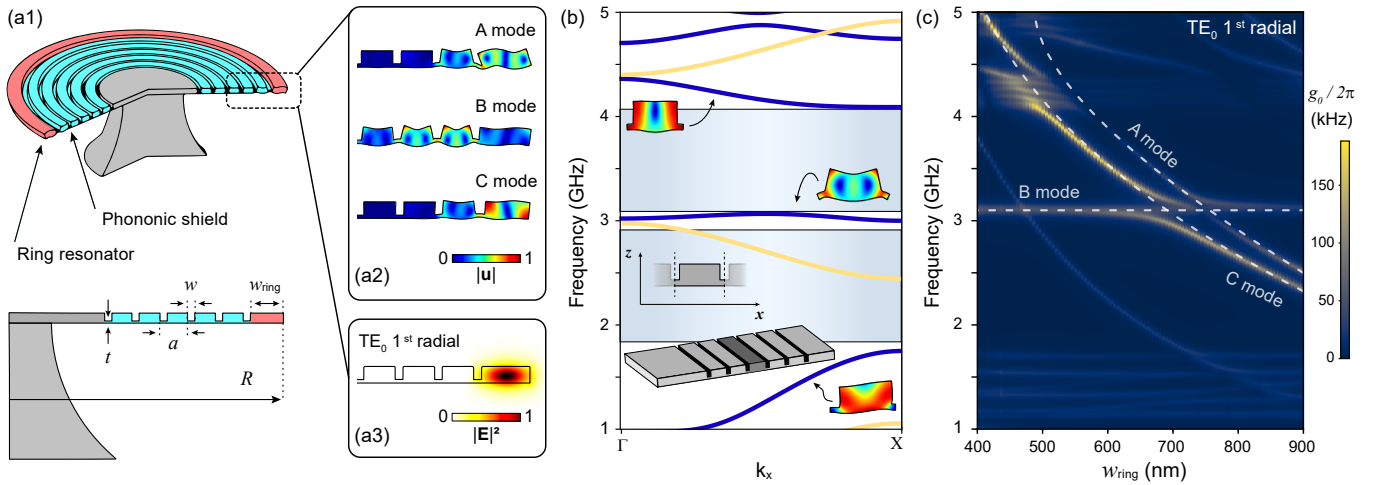 (a1)
Ring resonator
Phononic shield
w
w_ring
t
a
R
A mode
B mode
C mode
0 1
|u|
(a2)
TE₀ 1ˢᵗ radial
0 1
|E|²
(a3)
(b)
Frequency (GHz)
5
4
3
2
1
z
x
Γ X
kₓ
(c)
TE₀ 1ˢᵗ radial
Frequency (GHz)
5
4
3
2
1
A mode
B mode
C mode
400 500 600 700 800 900
w_ring (nm)
g₀ / 2π
(kHz)
150
100
50
0